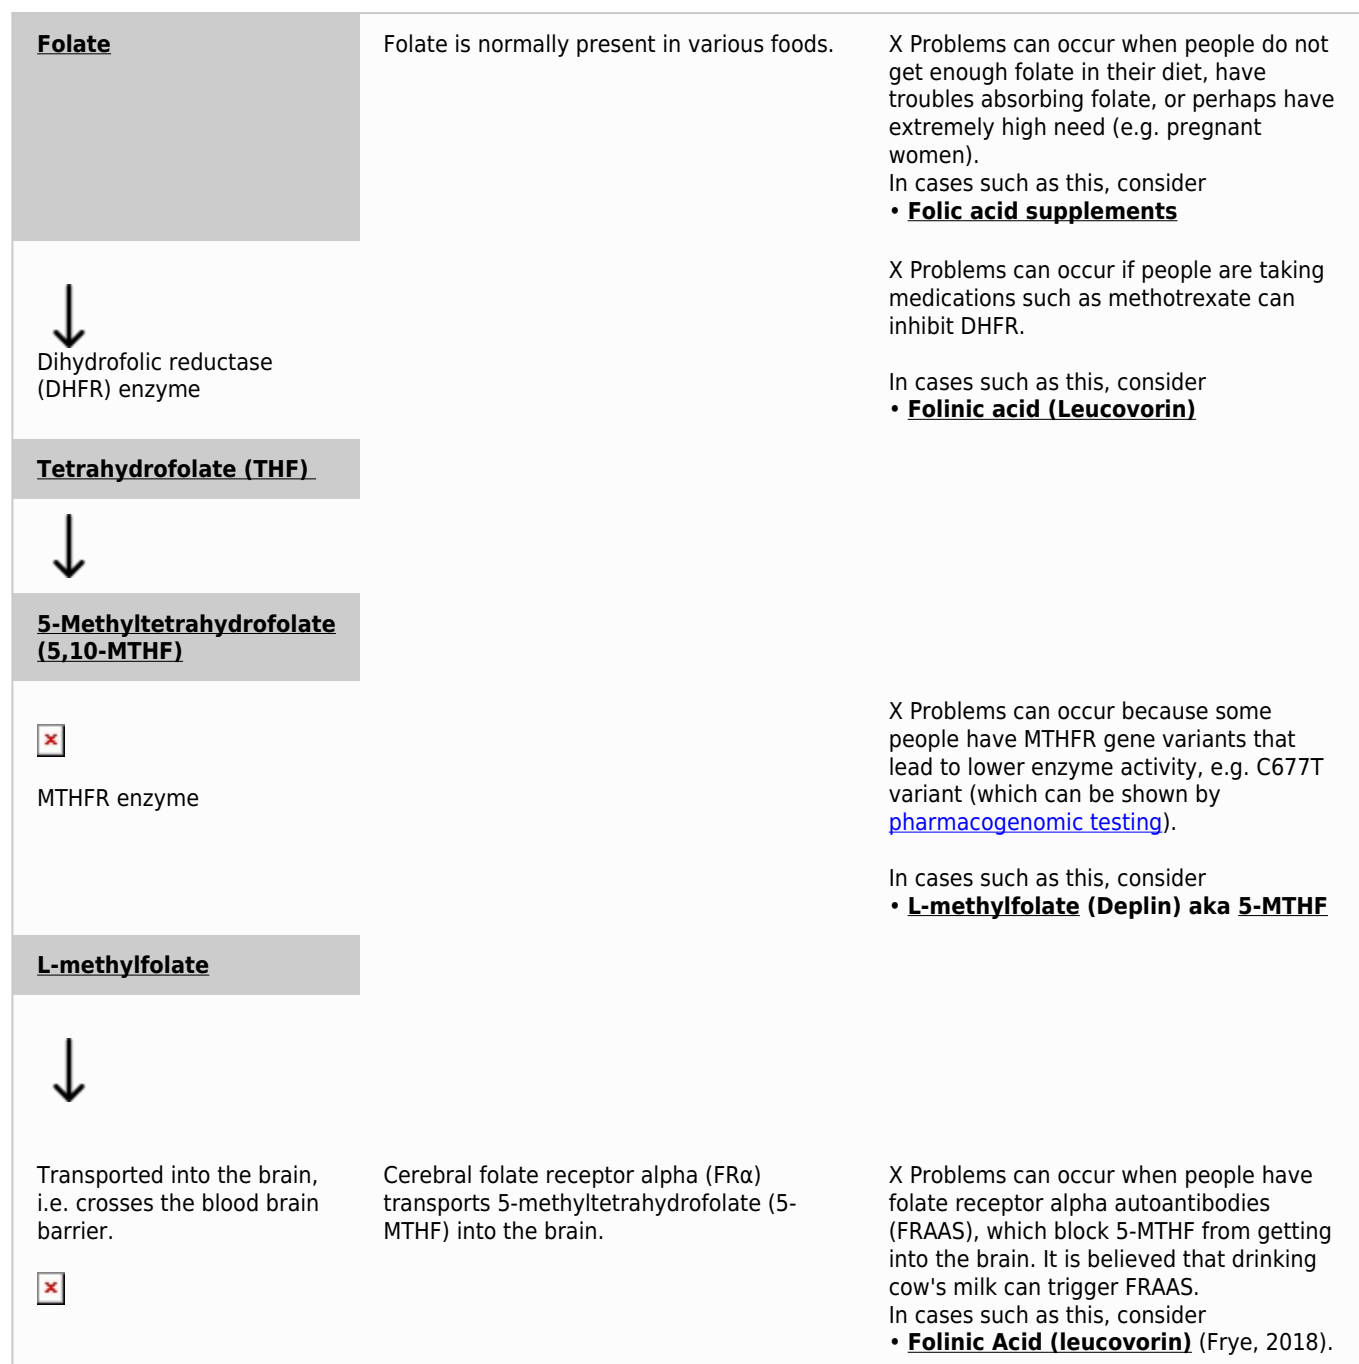 Folate
Folate is normally present in various foods.
X Problems can occur when people do not
get enough folate in their diet, have
troubles absorbing folate, or perhaps have
extremely high need (e.g. pregnant
women).
In cases such as this, consider
• Folic acid supplements
Dihydrofolic reductase
(DHFR) enzyme
X Problems can occur if people are taking
medications such as methotrexate can
inhibit DHFR.
In cases such as this, consider
• Folinic acid (Leucovorin)
Tetrahydrofolate (THF)
5-Methyltetrahydrofolate
(5,10-MTHF)
MTHFR enzyme
X Problems can occur because some
people have MTHFR gene variants that
lead to lower enzyme activity, e.g. C677T
variant (which can be shown by
pharmacogenomic testing).
In cases such as this, consider
• L-methylfolate (Deplin) aka 5-MTHF
L-methylfolate
Transported into the brain,
i.e. crosses the blood brain
barrier.
Cerebral folate receptor alpha (FRα)
transports 5-methyltetrahydrofolate (5-
MTHF) into the brain.
X Problems can occur when people have
folate receptor alpha autoantibodies
(FRAAS), which block 5-MTHF from getting
into the brain. It is believed that drinking
cow's milk can trigger FRAAS.
In cases such as this, consider
• Folinic Acid (leucovorin) (Frye, 2018).